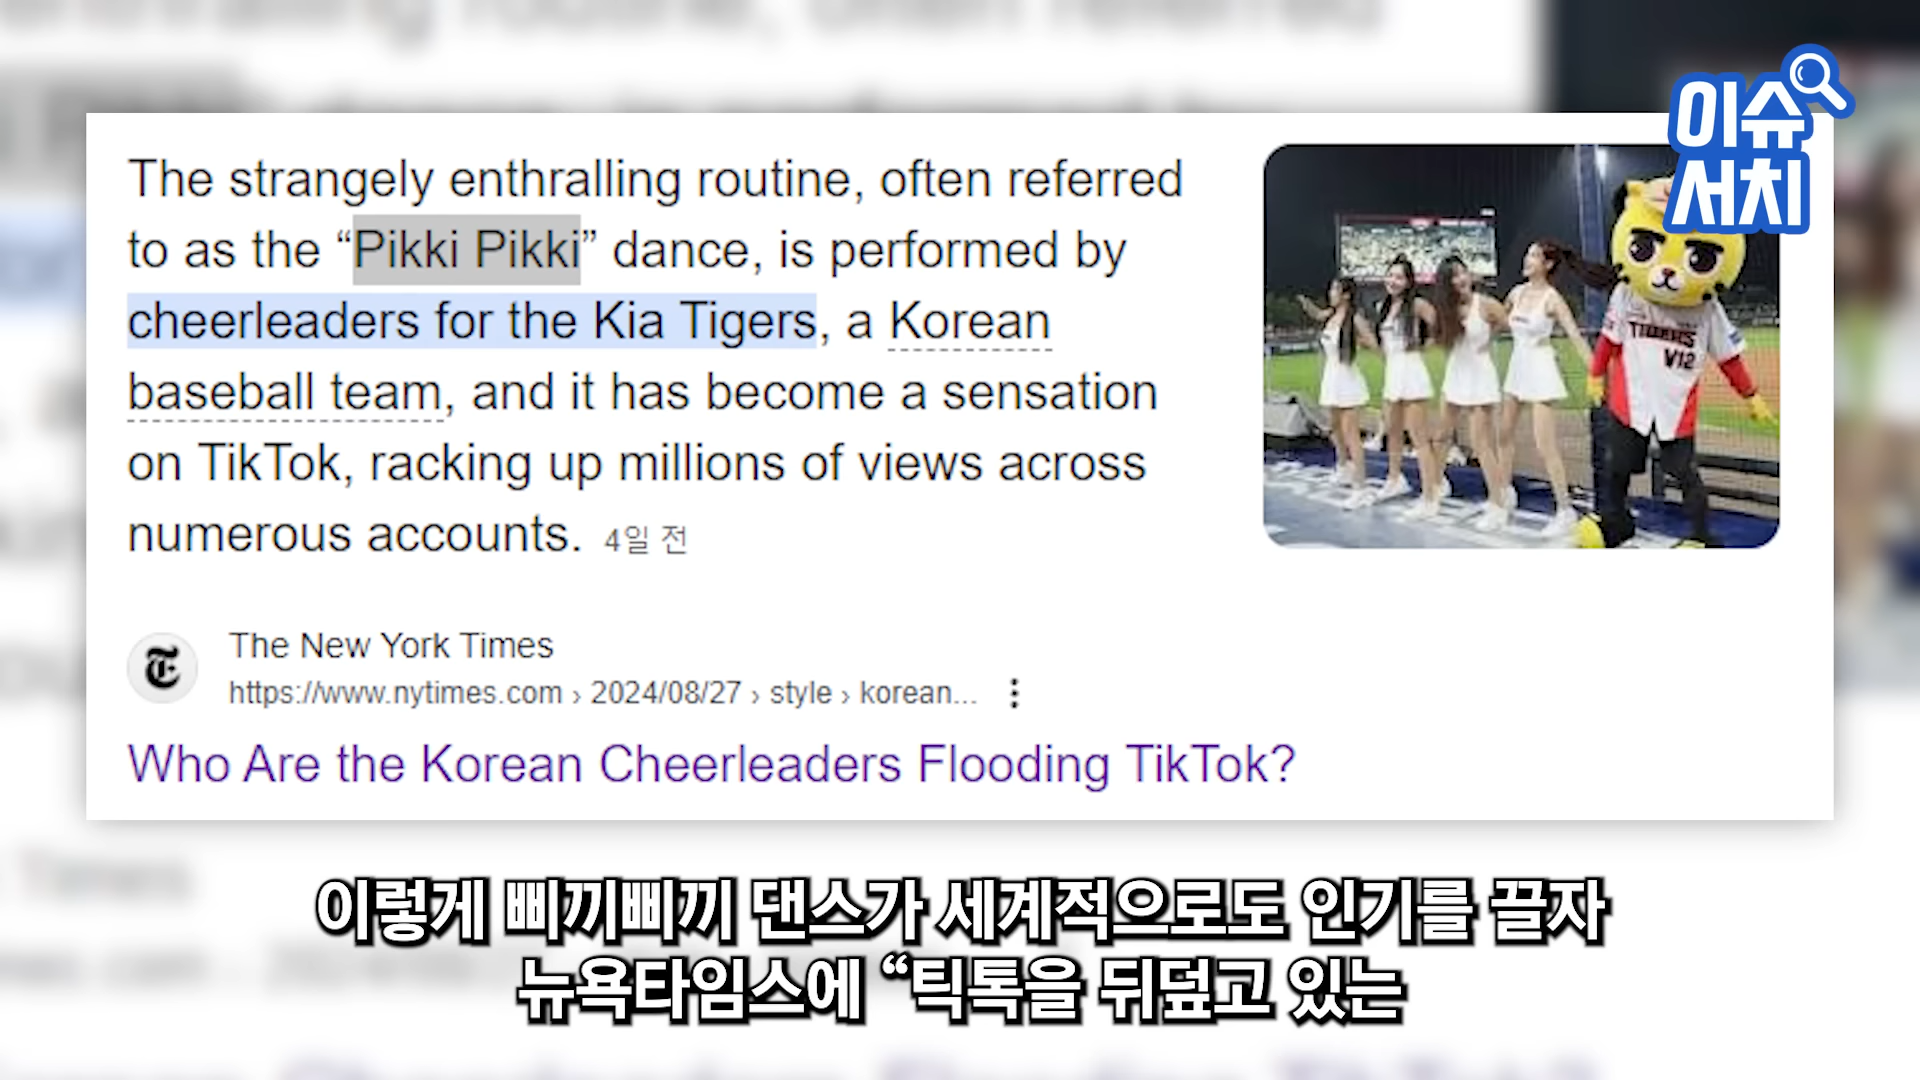 The strangely enthralling routine, often referred
to as the “Pikki Pikki” dance, is performed by
cheerleaders for the Kia Tigers, a Korean
baseball team, and it has become a sensation
on TikTok, racking up millions of views across
numerous accounts. 4일 전
이슈
서치
TIGERS
V12
The New York Times
https://www.nytimes.com › 2024/08/27 › style › korean...
Who Are the Korean Cheerleaders Flooding TikTok?
이렇게 삐끼삐끼 댄스가 세계적으로도 인기를 끌자
뉴욕타임스에 “틱톡을 뒤덮고 있는